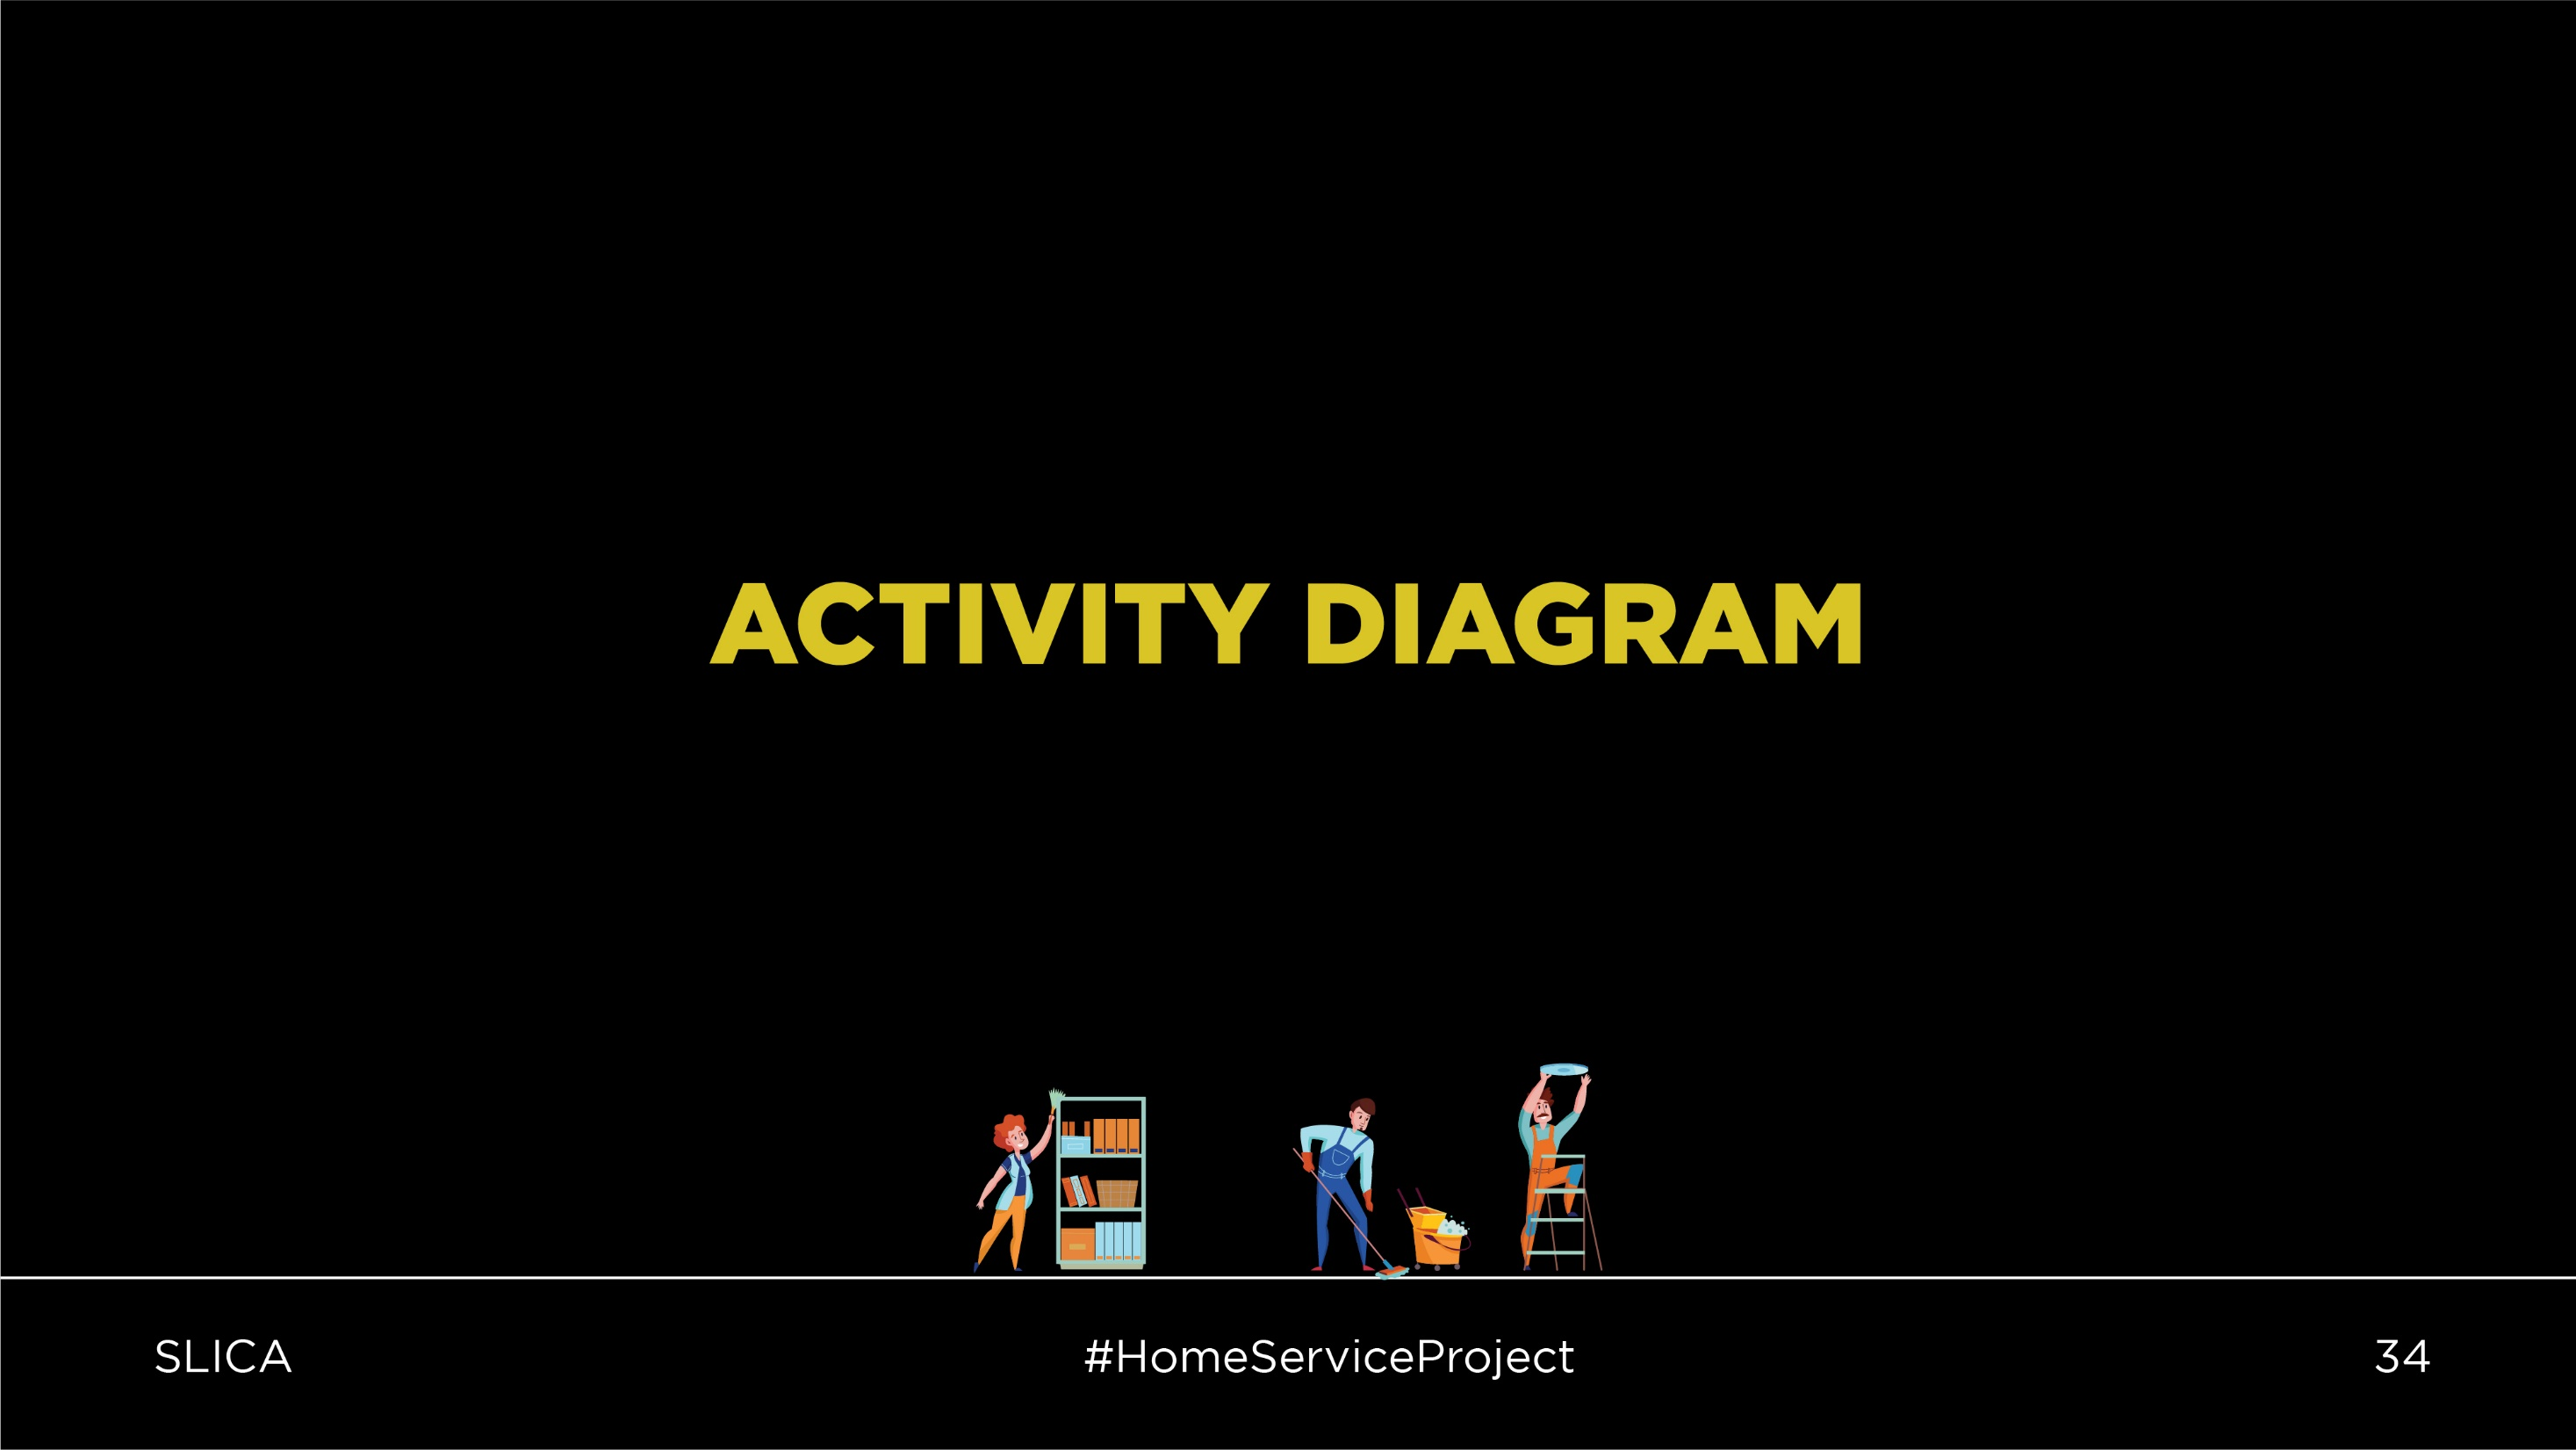 ACTIVITY DIAGRAM
SLICA
#HomeServiceProject
34